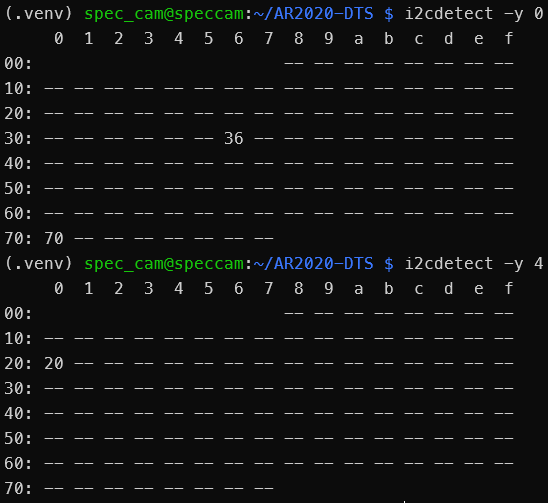 (.venv) spec_cam@speccam:~/AR2020-DTS $ i2cdetect -y 0
     0  1  2  3  4  5  6  7  8  9  a  b  c  d  e  f
00:                         -- -- -- -- -- -- -- --
10: -- -- -- -- -- -- -- -- -- -- -- -- -- -- -- --
20: -- -- -- -- -- -- -- -- -- -- -- -- -- -- -- --
30: -- -- -- -- -- -- 36 -- -- -- -- -- -- -- -- --
40: -- -- -- -- -- -- -- -- -- -- -- -- -- -- -- --
50: -- -- -- -- -- -- -- -- -- -- -- -- -- -- -- --
60: -- -- -- -- -- -- -- -- -- -- -- -- -- -- -- --
70: 70 -- -- -- -- -- -- --
(.venv) spec_cam@speccam:~/AR2020-DTS $ i2cdetect -y 4
     0  1  2  3  4  5  6  7  8  9  a  b  c  d  e  f
00:                         -- -- -- -- -- -- -- --
10: -- -- -- -- -- -- -- -- -- -- -- -- -- -- -- --
20: 20 -- -- -- -- -- -- -- -- -- -- -- -- -- -- --
30: -- -- -- -- -- -- -- -- -- -- -- -- -- -- -- --
40: -- -- -- -- -- -- -- -- -- -- -- -- -- -- -- --
50: -- -- -- -- -- -- -- -- -- -- -- -- -- -- -- --
60: -- -- -- -- -- -- -- -- -- -- -- -- -- -- -- --
70: -- -- -- -- -- -- -- --